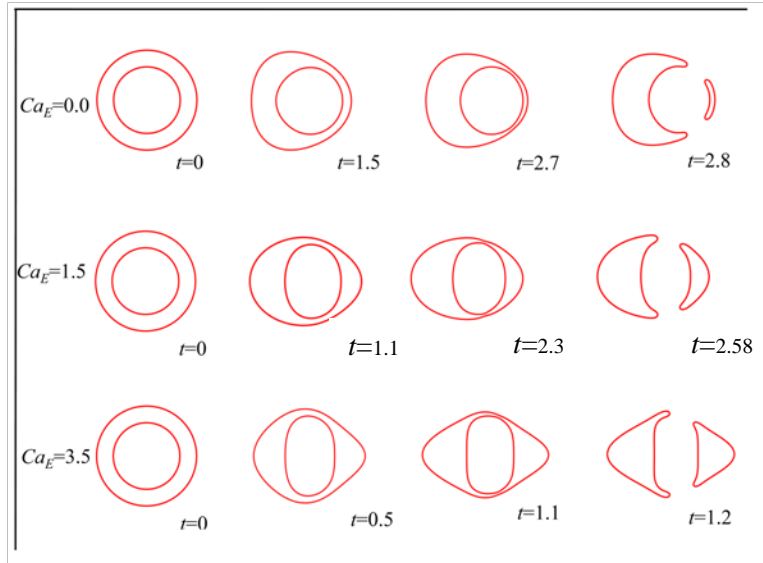 Ca_E=0.0
t=0
t=1.5
t=2.7
t=2.8
Ca_E=1.5
t=0
t=1.1
t=2.3
t=2.58
Ca_E=3.5
t=0
t=0.5
t=1.1
t=1.2